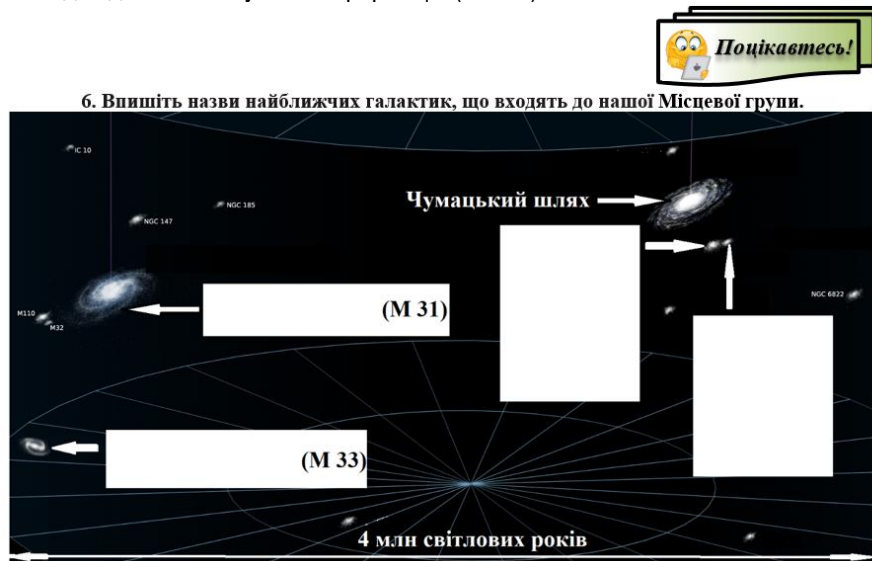 Поцікавтесь!
6. Впишіть назви найближчих галактик, що входять до нашої Місцевої групи.
IC 10
NGC 185
NGC 147
Чумацький шлях
(М 31)
NGC 6822
M110
M32
(М 33)
4 млн світлових років